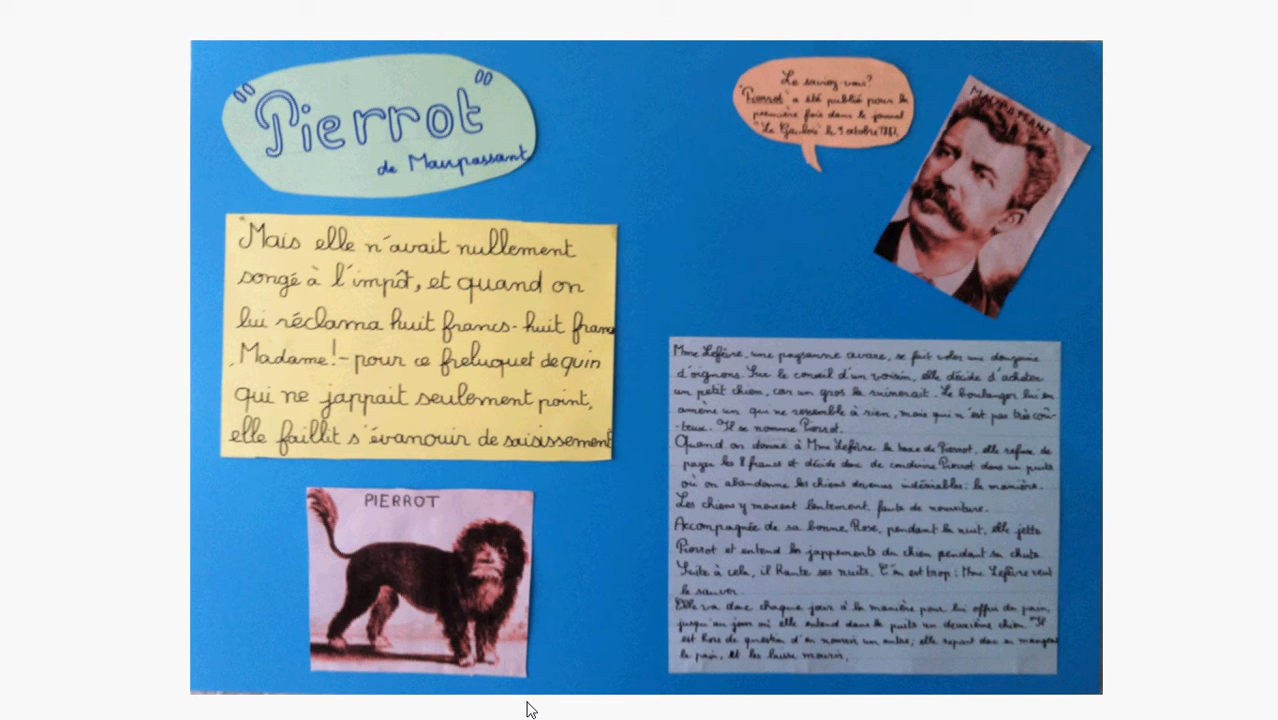 "Pierrot"
de Maupassant
"Mais elle n'avait nullement
songé à l'impôt, et quand on
lui réclama huit francs - huit francs
, Madame! - pour ce freluquet de quin
qui ne jappait seulement point,
elle faillit s'évanouir de saisissement"
PIERROT
Le saviez-vous?
"Pierrot" a été publié pour la
première fois dans le journal
"Le Gaulois" le 9 octobre 1882.
MAUPASSANT
Mme Lefèvre, une paysanne avare, se fait voler une douzaine
d'oignons. Sur le conseil d'un voisin, elle décide d'acheter
un petit chien, car un gros la ruinerait. Le boulanger lui en
amène un qui ne ressemble à rien, mais qui n'est pas très coû-
-teux. Il se nomme Pierrot.
Quand on donne à Mme Lefèvre la taxe de Pierrot, elle refuse de
payer les 8 francs et décide donc de conduire Pierrot dans un puits
où on abandonne les chiens devenus indésirables: la marnière.
Les chiens y meurent lentement faute de nourriture.
Accompagnée de sa bonne, Rose, pendant la nuit, elle jette
Pierrot et entend les jappements du chien pendant sa chute.
Suite à cela, il hante ses nuits. C'en est trop: Mme Lefèvre veut
le sauver.
Elle va donc chaque jour à la marnière pour lui offrir du pain,
jusqu'au jour où elle entend dans le puits un deuxième chien. Il
est hors de question d'en nourrir un autre; elle repart donc en mangeant
le pain, et les laisse mourir.